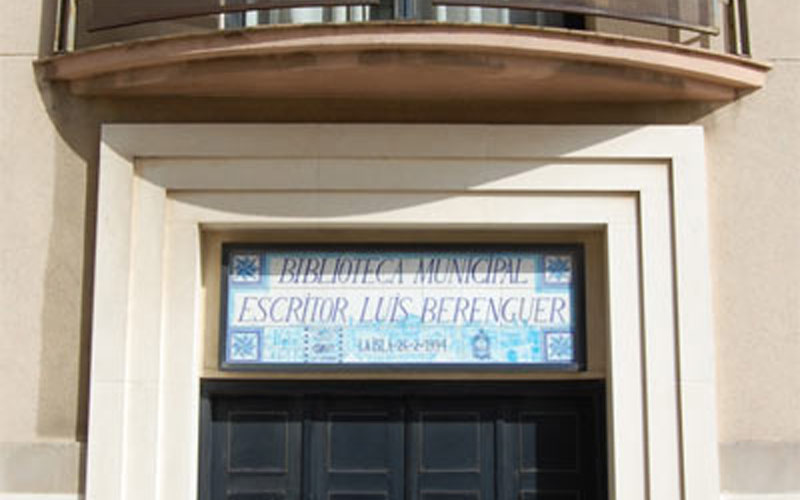 BIBLIOTECA MUNICIPAL
ESCRITOR, LUIS BERENGUER
LA ISLA-26-2-1994